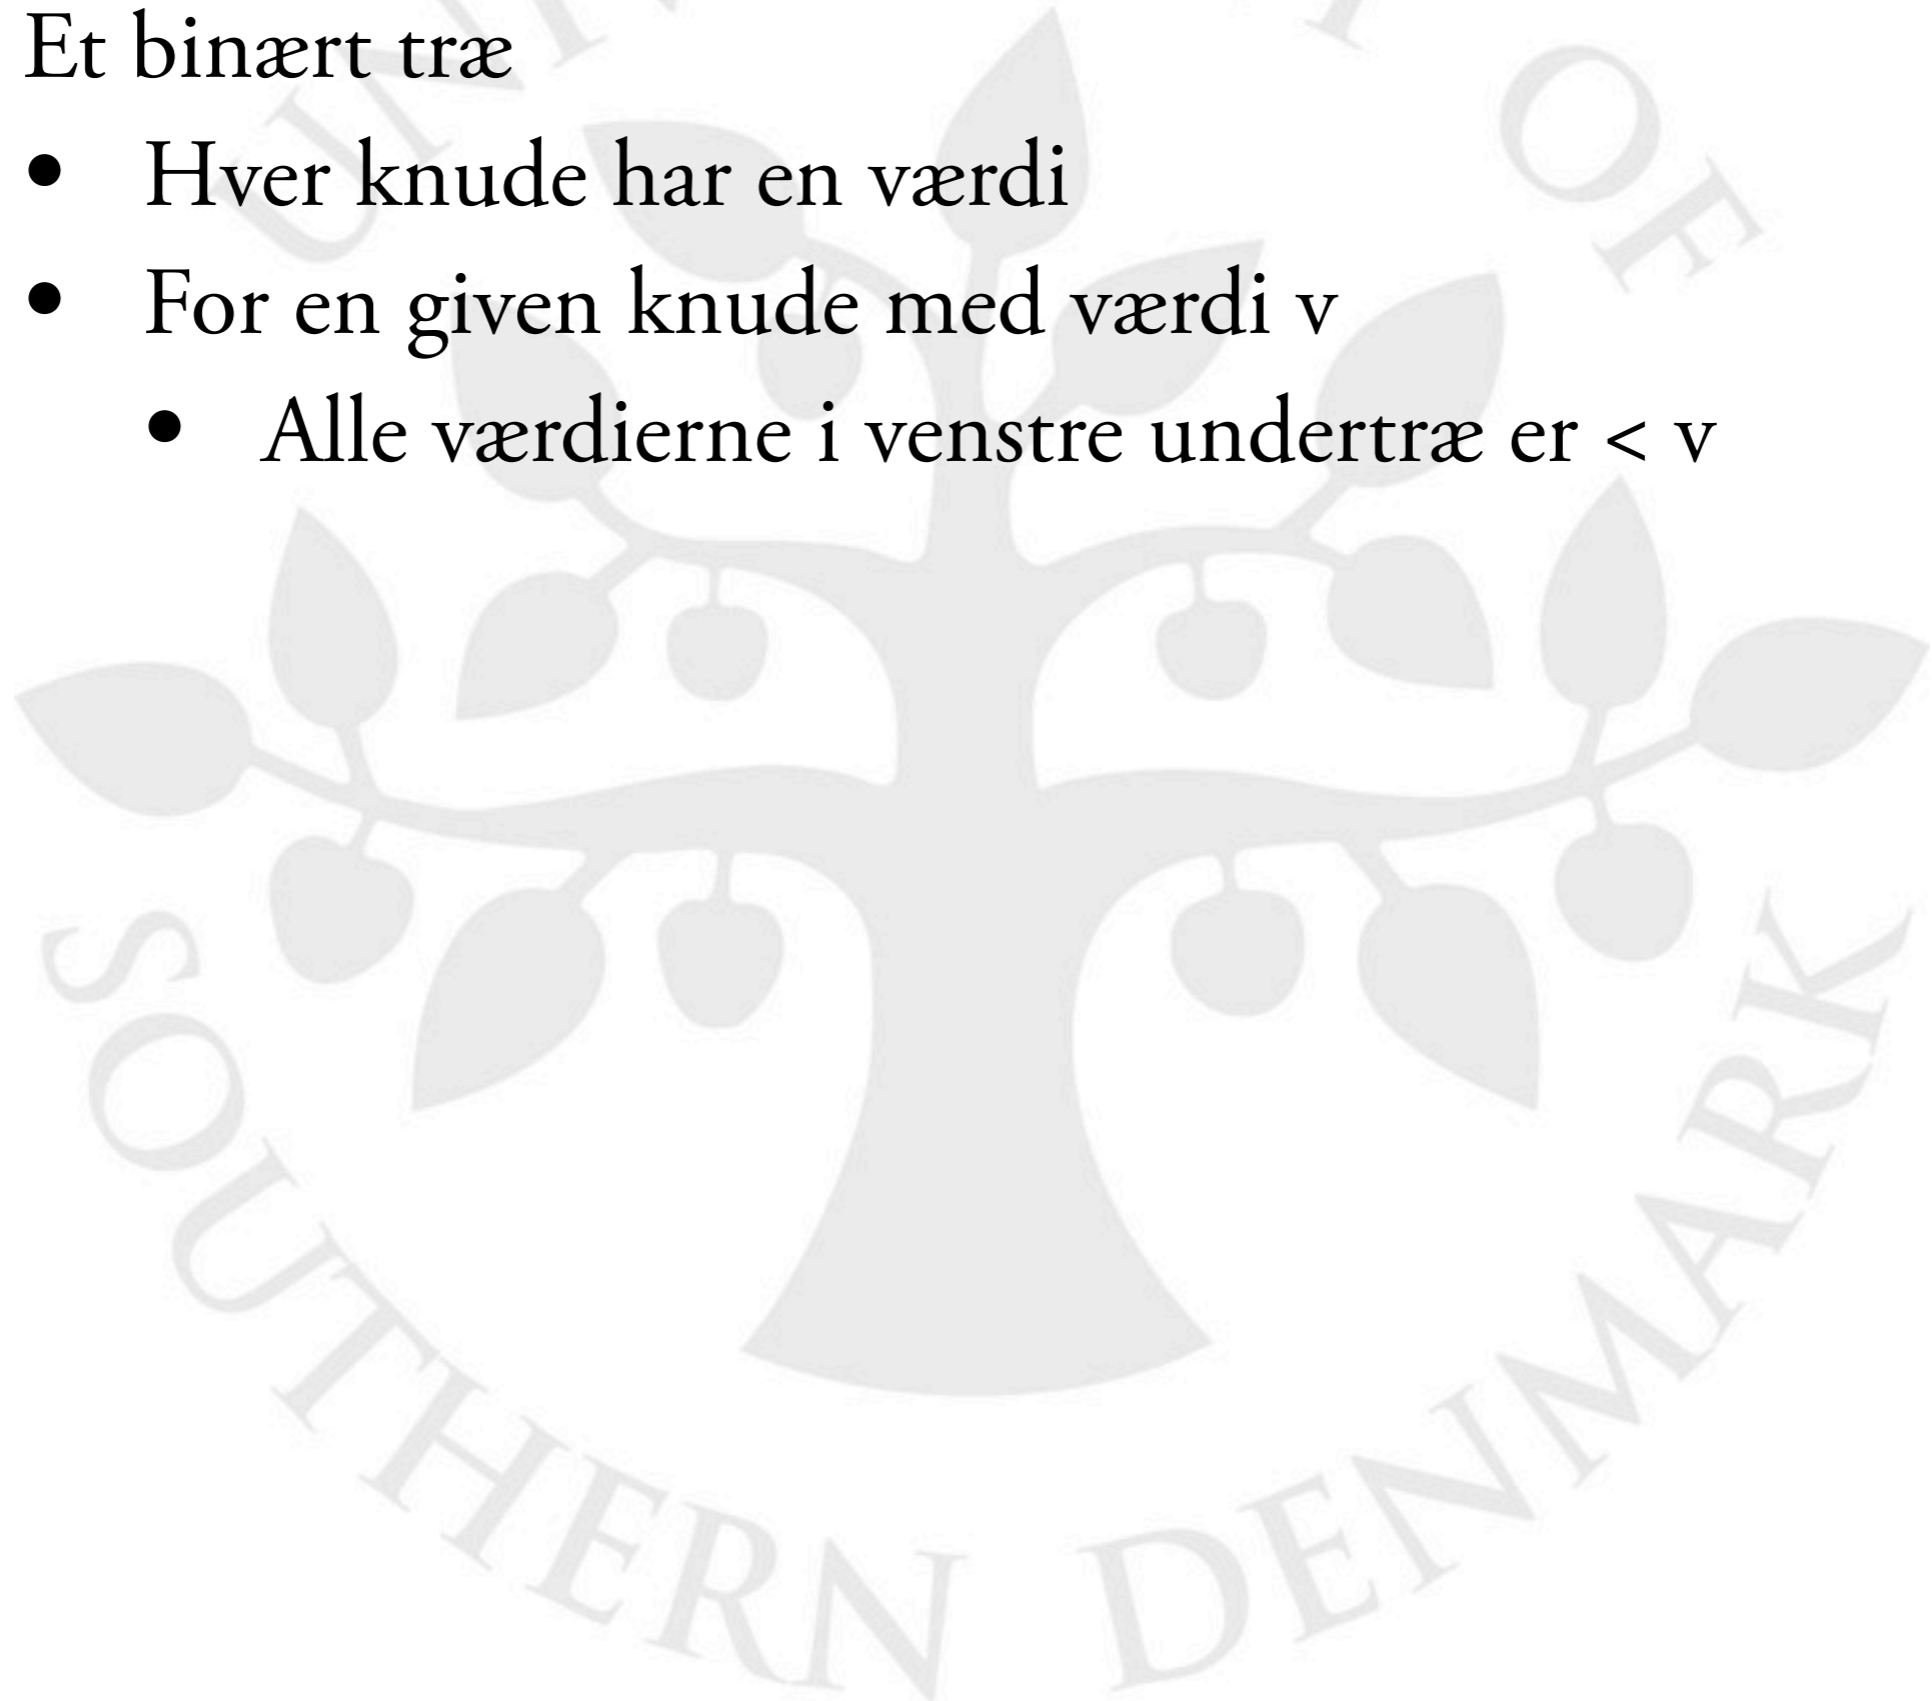 Et binært træ
• Hver knude har en værdi
• For en given knude med værdi v
• Alle værdierne i venstre undertræ er < v
UNIV OF
SOUTHERN DENMARK